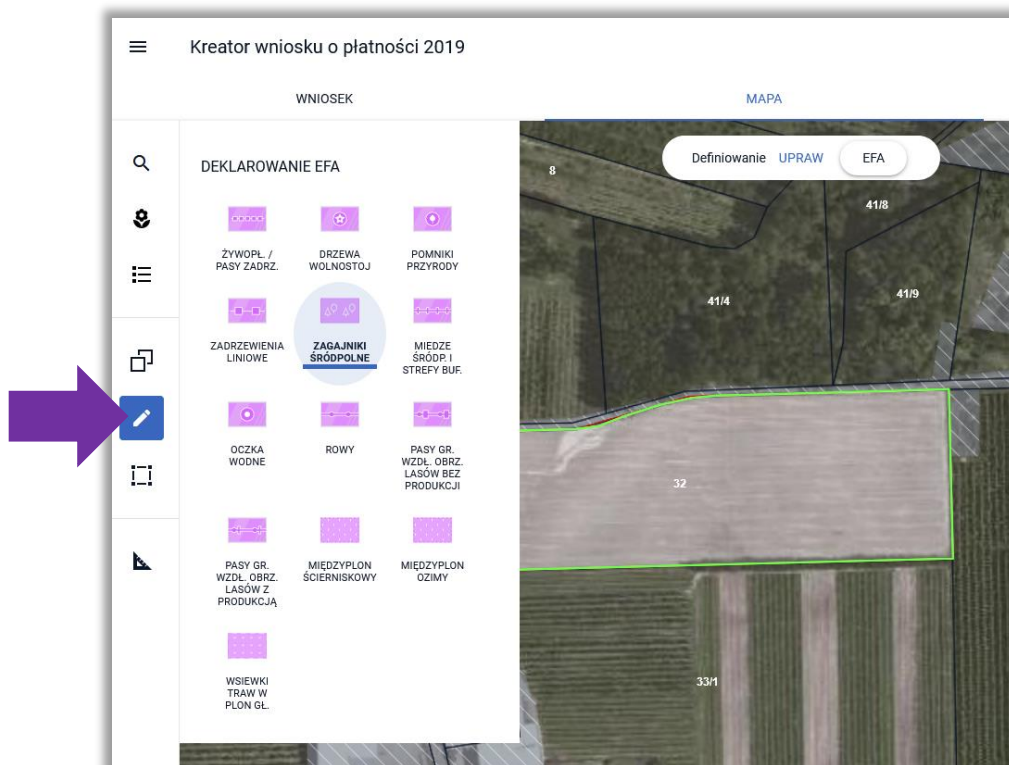 Kreator wniosku o płatności 2019
WNIOSEK
MAPA
DEKLAROWANIE EFA
ŻYWOPŁ. /
PASY ZADRZ.
DRZEWA
WOLNOSTOJ
POMNIKI
PRZYRODY
ZADRZEWIENIA
LINIOWE
ZAGAJNIKI
ŚRÓDPOLNE
MIEDZE
ŚRÓDP. I
STREFY BUF.
OCZKA
WODNE
ROWY
PASY GR.
WZDŁ. OBRZ.
LASÓW BEZ
PRODUKCJI
PASY GR.
WZDŁ. OBRZ.
LASÓW Z
PRODUKCJĄ
MIĘDZYPLON
ŚCIERNISKOWY
MIĘDZYPLON
OZIMY
WSIEWKI
TRAW W
PLON GŁ.
Definiowanie UPRAW EFA
8
41/8
41/4
41/9
32
33/1